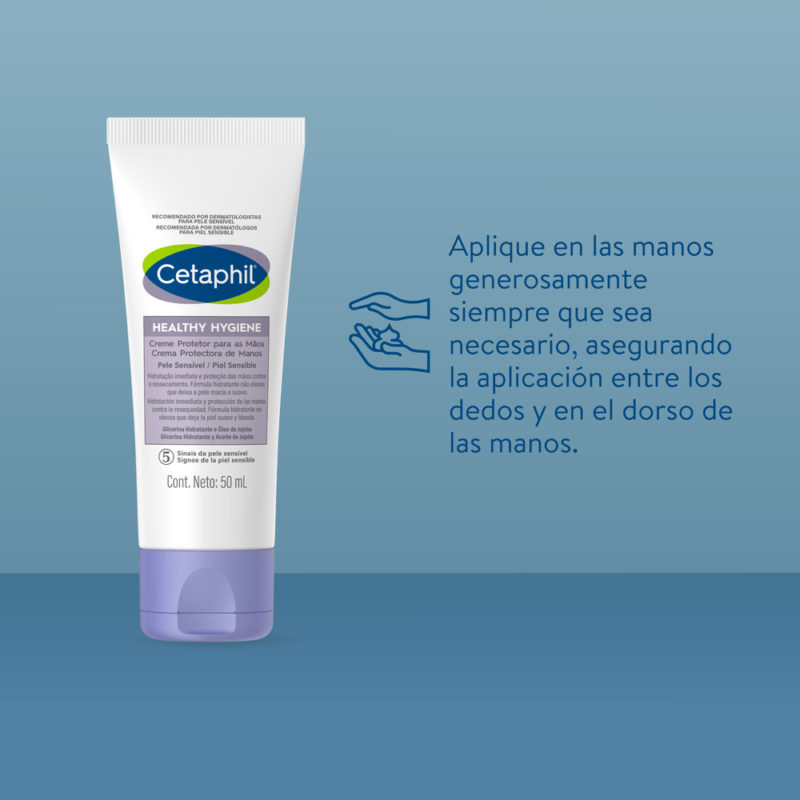 RECOMENDADO POR DERMATOLOGISTAS
PARA PELE SENSÍVEL
RECOMENDADA POR DERMATÓLOGOS
PARA PIEL SENSIBLE
Cetaphil®
HEALTHY HYGIENE
Creme Protetor para as Mãos
Crema Protectora de Manos
Pele Sensível / Piel Sensible
Hidratação imediata e proteção das mãos contra
o ressecamento. Fórmula hidratante não oleosa
que deixa a pele macia e suave.
Hidratación inmediata y protección de las manos
contra la resequedad. Fórmula hidratante no
oleosa que deja la piel suave y blanda.
Glicerina Hidratante e Óleo de Jojoba
Glicerina Hidratante y Aceite de Jojoba
5 Sinais da pele sensível
Signos de la piel sensible
Cont. Neto: 50 mL
Aplique en las manos
generosamente
siempre que sea
necesario, asegurando
la aplicación entre los
dedos y en el dorso de
las manos.